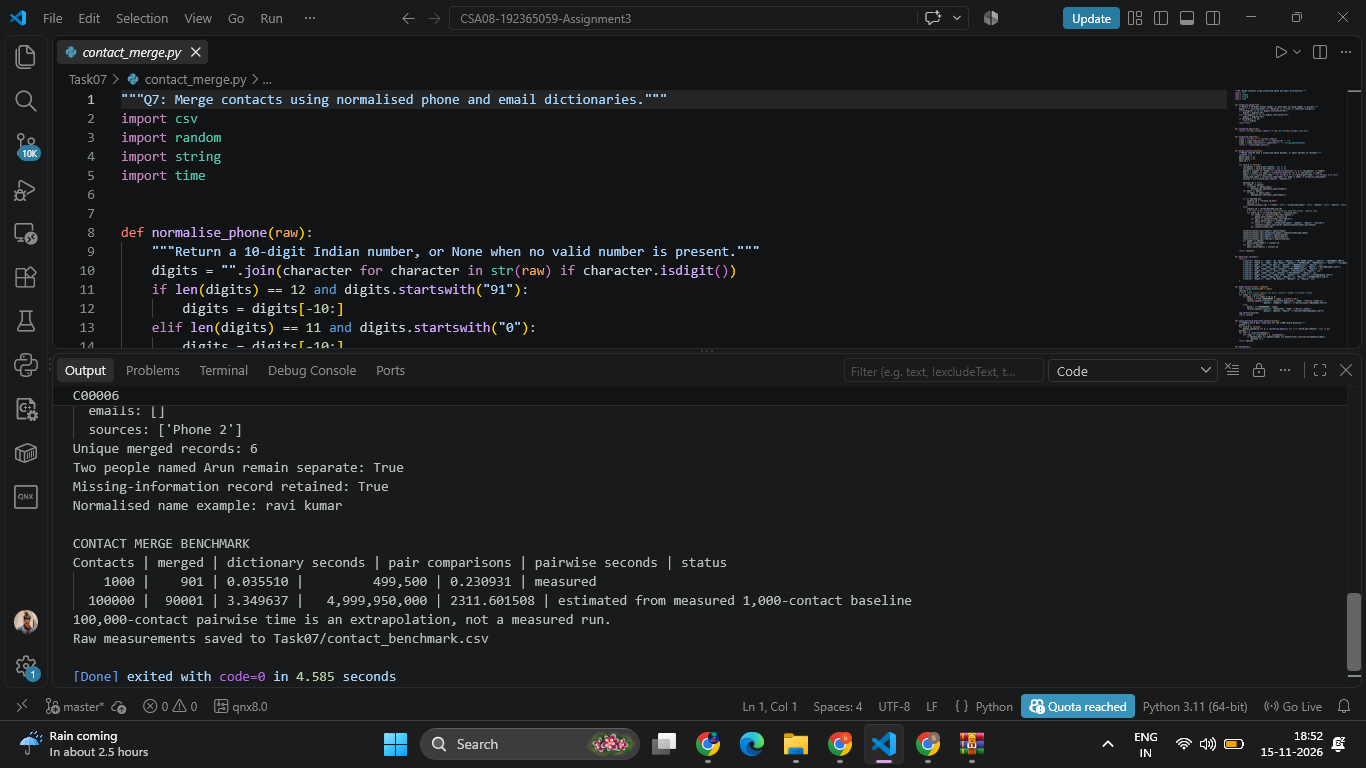 File Edit Selection View Go Run ··· CSA08-192365059-Assignment3 Update
contact_merge.py
Task07 > contact_merge.py > ...
1 """Q7: Merge contacts using normalised phone and email dictionaries."""
2 import csv
3 import random
4 import string
5 import time
6
7
8 def normalise_phone(raw):
9 """Return a 10-digit Indian number, or None when no valid number is present."""
10 digits = "".join(character for character in str(raw) if character.isdigit())
11 if len(digits) == 12 and digits.startswith("91"):
12 digits = digits[-10:]
13 elif len(digits) == 11 and digits.startswith("0"):
14 digits = digits[-10:]
10K
QNX
1
Output Problems Terminal Debug Console Ports Filter (e.g. text, !excludeText, t... Code
C00006
emails: []
sources: ['Phone 2']
Unique merged records: 6
Two people named Arun remain separate: True
Missing-information record retained: True
Normalised name example: ravi kumar
CONTACT MERGE BENCHMARK
Contacts | merged | dictionary seconds | pair comparisons | pairwise seconds | status
1000 | 901 | 0.035510 | 499,500 | 0.230931 | measured
100000 | 90001 | 3.349637 | 4,999,950,000 | 2311.601508 | estimated from measured 1,000-contact baseline
100,000-contact pairwise time is an extrapolation, not a measured run.
Raw measurements saved to Task07/contact_benchmark.csv
[Done] exited with code=0 in 4.585 seconds
master* 0 0 qnx8.0 Ln 1, Col 1 Spaces: 4 UTF-8 LF { } Python Quota reached Python 3.11 (64-bit) Go Live
Rain coming
In about 2.5 hours
Search
ENG
IN
18:52
15-11-2026